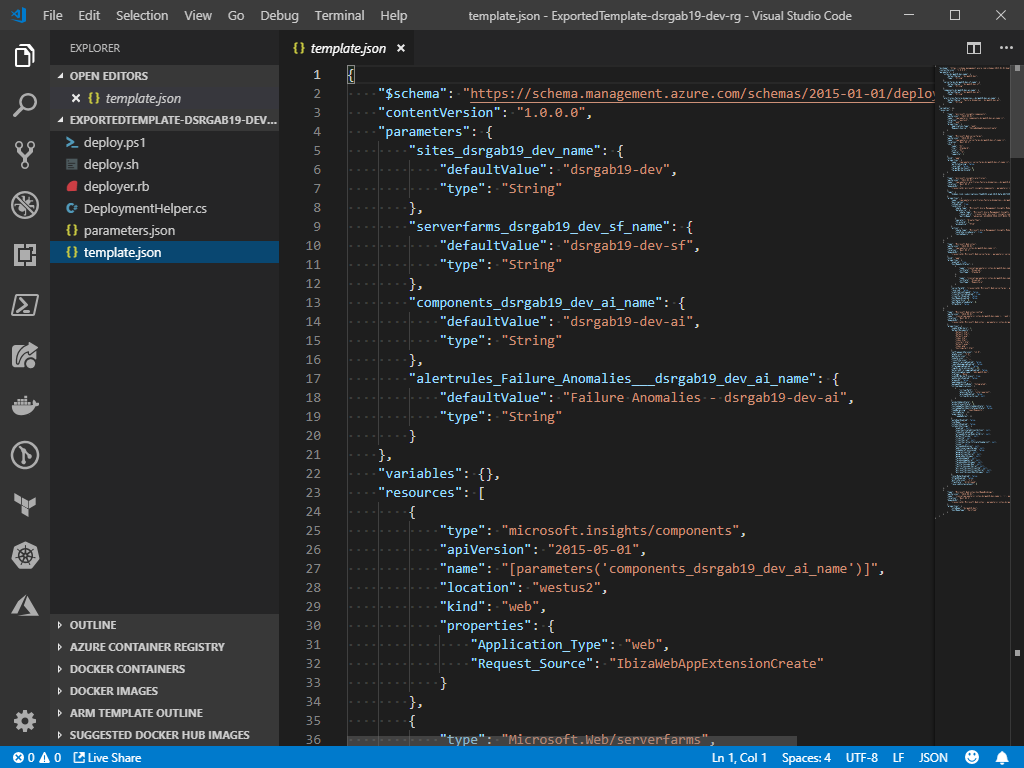 File Edit Selection View Go Debug Terminal Help template.json - ExportedTemplate-dsrgab19-dev-rg - Visual Studio Code
EXPLORER
OPEN EDITORS
{} template.json
EXPORTEDTEMPLATE-DSRGAB19-DEV...
deploy.ps1
deploy.sh
deployer.rb
C# DeploymentHelper.cs
{} parameters.json
{} template.json
OUTLINE
AZURE CONTAINER REGISTRY
DOCKER CONTAINERS
DOCKER IMAGES
ARM TEMPLATE OUTLINE
SUGGESTED DOCKER HUB IMAGES
{} template.json
1 {
2 "$schema": "https://schema.management.azure.com/schemas/2015-01-01/deplo
3 "contentVersion": "1.0.0.0",
4 "parameters": {
5 "sites_dsrgab19_dev_name": {
6 "defaultValue": "dsrgab19-dev",
7 "type": "String"
8 },
9 "serverfarms_dsrgab19_dev_sf_name": {
10 "defaultValue": "dsrgab19-dev-sf",
11 "type": "String"
12 },
13 "components_dsrgab19_dev_ai_name": {
14 "defaultValue": "dsrgab19-dev-ai",
15 "type": "String"
16 },
17 "alertrules_Failure_Anomalies___dsrgab19_dev_ai_name": {
18 "defaultValue": "Failure Anomalies - dsrgab19-dev-ai",
19 "type": "String"
20 }
21 },
22 "variables": {},
23 "resources": [
24 {
25 "type": "microsoft.insights/components",
26 "apiVersion": "2015-05-01",
27 "name": "[parameters('components_dsrgab19_dev_ai_name')]",
28 "location": "westus2",
29 "kind": "web",
30 "properties": {
31 "Application_Type": "web",
32 "Request_Source": "IbizaWebAppExtensionCreate"
33 }
34 },
35 {
36 "type": "Microsoft.Web/serverfarms",
0 0 Live Share Ln 1, Col 1 Spaces: 4 UTF-8 LF JSON